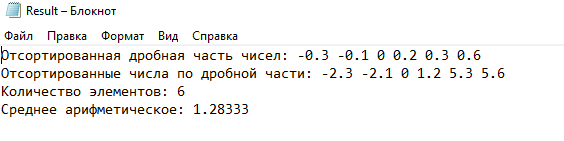 Result – Блокнот
Файл Правка Формат Вид Справка
Отсортированная дробная часть чисел: -0.3 -0.1 0 0.2 0.3 0.6
Отсортированные числа по дробной части: -2.3 -2.1 0 1.2 5.3 5.6
Количество элементов: 6
Среднее арифметическое: 1.28333